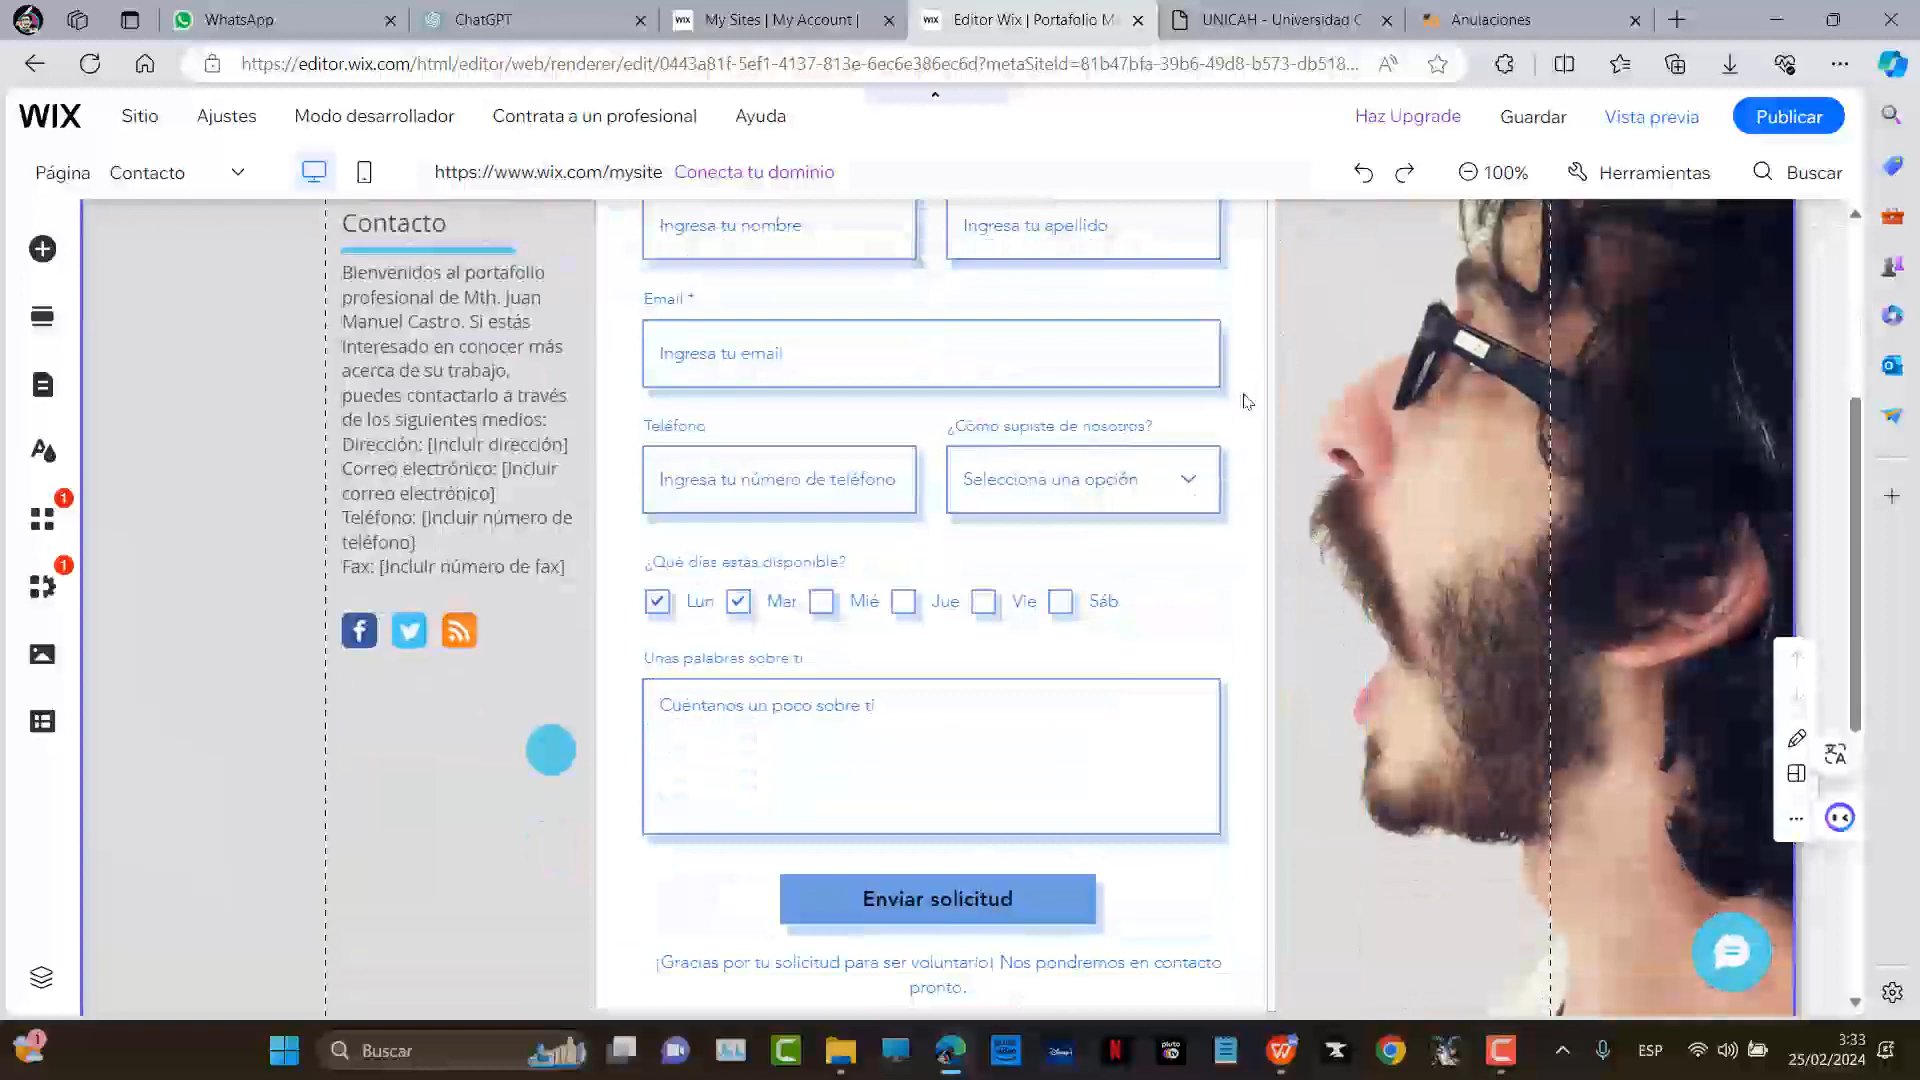 WhatsApp
ChatGPT
WIX My Sites | My Account |
WIX Editor Wix | Portafolio M
UNICAH - Universidad C
Anulaciones
https://editor.wix.com/html/editor/web/renderer/edit/0443a81f-5ef1-4137-813e-6ec6e386ec6d?metaSiteId=81b47bfa-39b6-49d8-b573-db518...
WIX Sitio Ajustes Modo desarrollador Contrata a un profesional Ayuda Haz Upgrade Guardar Vista previa Publicar
Página Contacto https://www.wix.com/mysite Conecta tu dominio 100% Herramientas Buscar
Contacto
Bienvenidos al portafolio
profesional de Mth. Juan
Manuel Castro. Si estás
interesado en conocer más
acerca de su trabajo,
puedes contactarlo a través
de los siguientes medios:
Dirección: [Incluir dirección]
Correo electrónico: [Incluir
correo electrónico]
Teléfono: [Incluir número de
teléfono]
Fax: [Incluir número de fax]
Ingresa tu nombre
Ingresa tu apellido
Email *
Ingresa tu email
Teléfono
¿Cómo supiste de nosotros?
Ingresa tu número de teléfono
Selecciona una opción
¿Qué días estás disponible?
Lun Mar Mié Jue Vie Sáb
Unas palabras sobre ti
Cuéntanos un poco sobre ti
Enviar solicitud
¡Gracias por tu solicitud para ser voluntario! Nos pondremos en contacto
pronto.
1
1
1
Buscar
ESP
3:33
25/02/2024